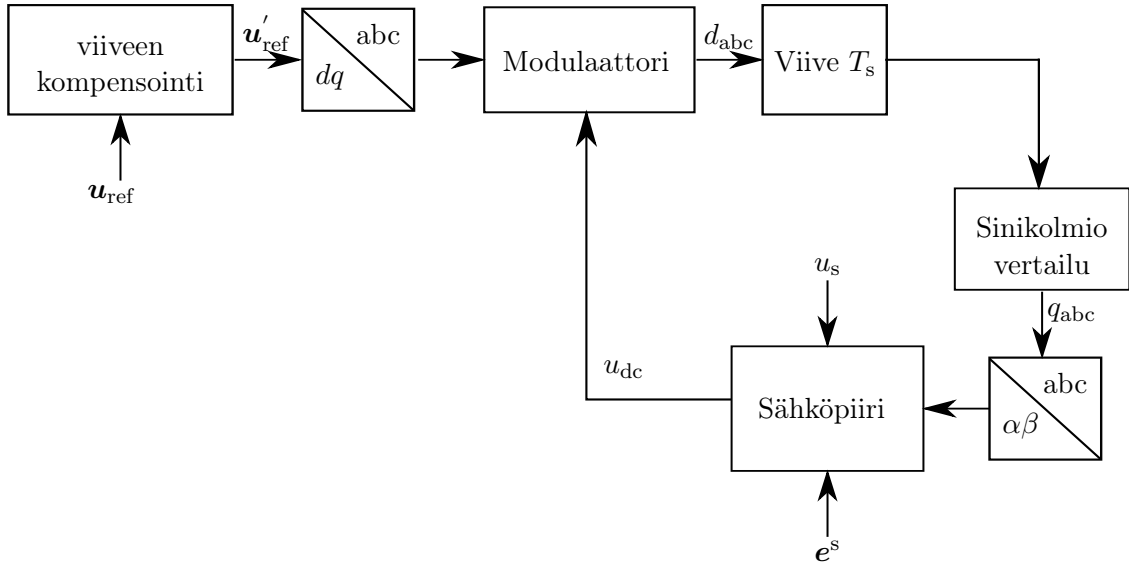 viiveen
kompensointi
u'ref
abc
dq
Modulaattori
dabc
Viive Ts
uref
Sinikolmio
vertailu
qabc
us
udc
abc
αβ
Sähköpiiri
es